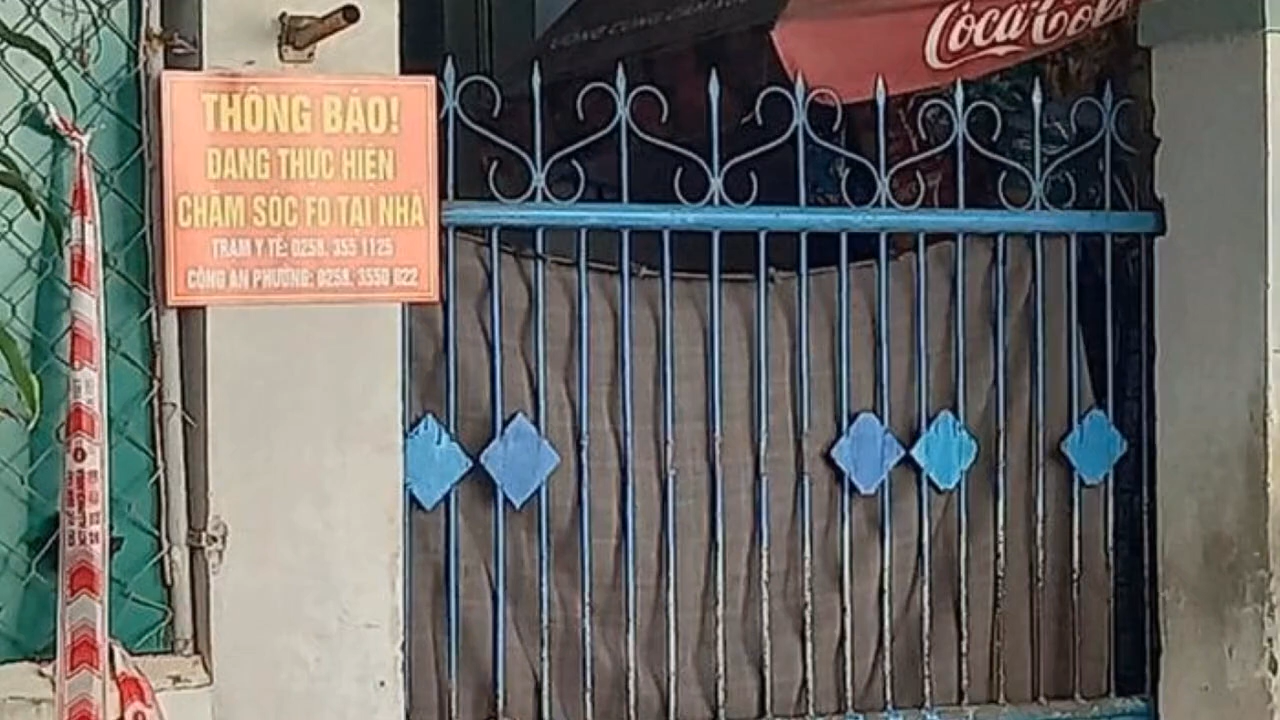 THÔNG BÁO!
ĐANG THỰC HIỆN
CHĂM SÓC F0 TẠI NHÀ
TRẠM Y TẾ: 0258. 355 1125
CÔNG AN PHƯỜNG: 0258. 3550 022
Coca-Cola